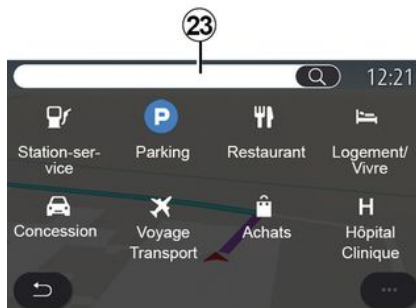 23
12:21
P
Station-ser-
vice
Parking
Restaurant
Logement/
Vivre
Concession
Voyage
Transport
Achats
H
Hôpital
Clinique